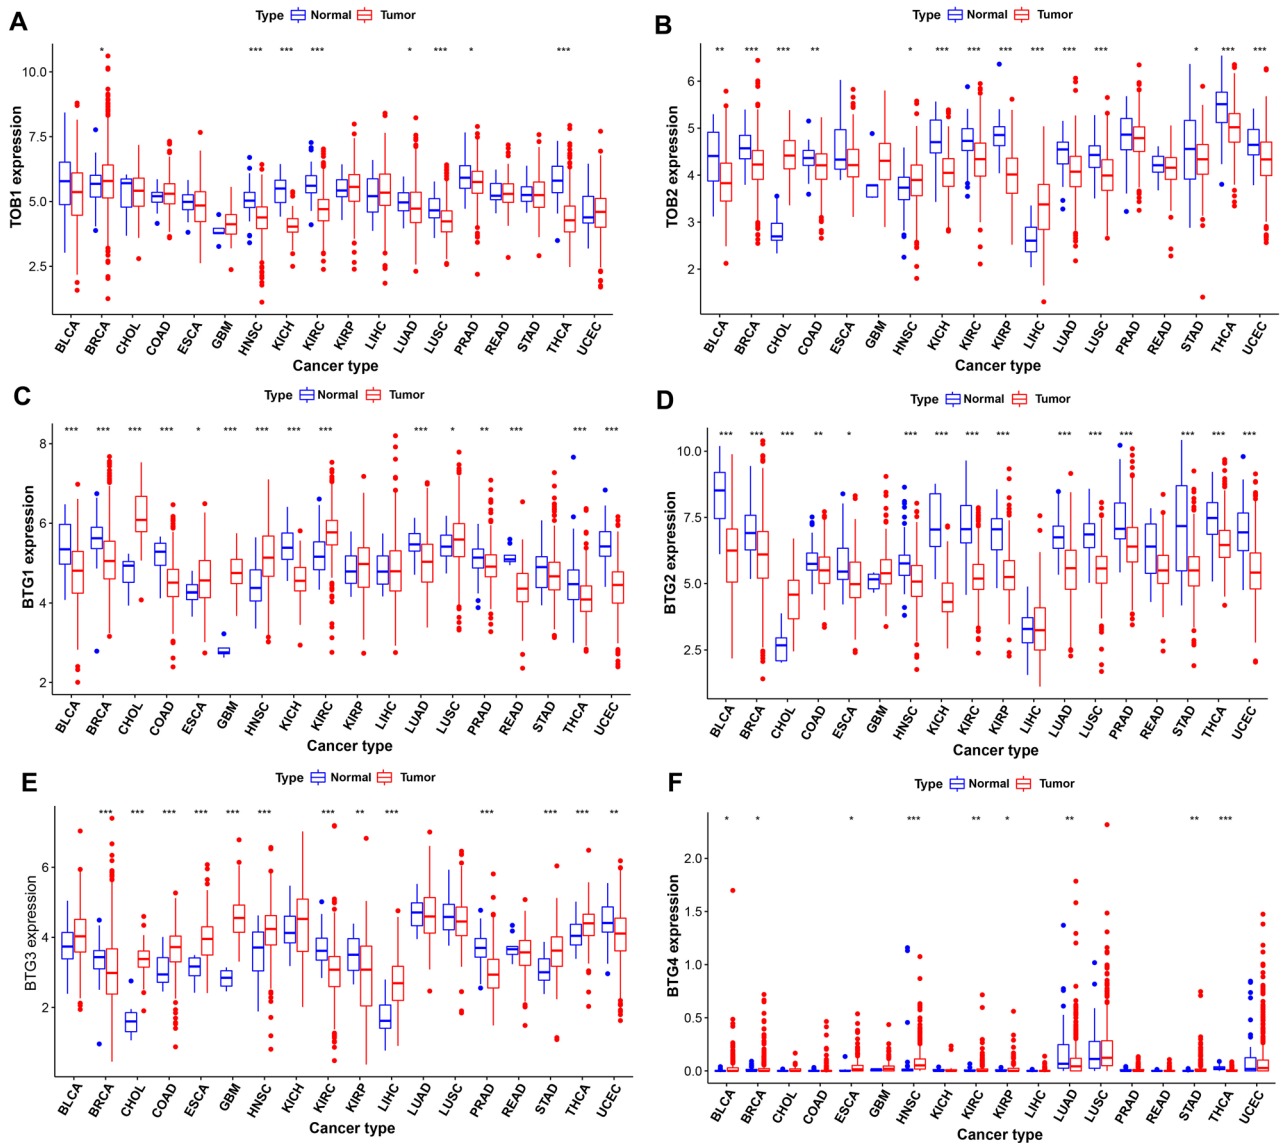 A
Type Normal Tumor
* *** *** *** * *** * ***
TOB1 expression
10.0
7.5
5.0
2.5
BLCA BRCA CHOL COAD ESCA GBM HNSC KICH KIRC KIRP LIHC LUAD LUSC PRAD READ STAD THCA UCEC
Cancer type
B
Type Normal Tumor
** *** *** ** * *** *** *** *** *** *** * *** ***
TOB2 expression
6
5
4
3
2
BLCA BRCA CHOL COAD ESCA GBM HNSC KICH KIRC KIRP LIHC LUAD LUSC PRAD READ STAD THCA UCEC
Cancer type
C
Type Normal Tumor
*** *** *** *** * *** *** *** *** *** * ** *** *** ***
BTG1 expression
8
6
4
2
BLCA BRCA CHOL COAD ESCA GBM HNSC KICH KIRC KIRP LIHC LUAD LUSC PRAD READ STAD THCA UCEC
Cancer type
D
Type Normal Tumor
*** *** *** ** * *** *** *** *** *** *** *** *** *** ***
BTG2 expression
10.0
7.5
5.0
2.5
BLCA BRCA CHOL COAD ESCA GBM HNSC KICH KIRC KIRP LIHC LUAD LUSC PRAD READ STAD THCA UCEC
Cancer type
E
Type Normal Tumor
*** *** *** *** *** *** *** ** *** *** *** *** **
BTG3 expression
6
4
2
BLCA BRCA CHOL COAD ESCA GBM HNSC KICH KIRC KIRP LIHC LUAD LUSC PRAD READ STAD THCA UCEC
Cancer type
F
Type Normal Tumor
* * * *** ** * ** ** ***
BTG4 expression
2.0
1.5
1.0
0.5
0.0
BLCA BRCA CHOL COAD ESCA GBM HNSC KICH KIRC KIRP LIHC LUAD LUSC PRAD READ STAD THCA UCEC
Cancer type